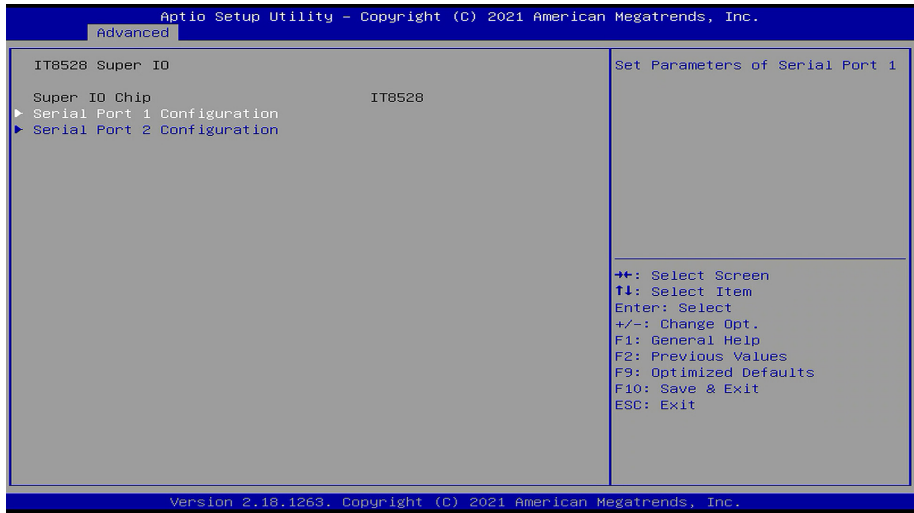 Aptio Setup Utility – Copyright (C) 2021 American Megatrends, Inc.
Advanced
IT8528 Super IO
Super IO Chip IT8528
► Serial Port 1 Configuration
► Serial Port 2 Configuration
Set Parameters of Serial Port 1
→←: Select Screen
↑↓: Select Item
Enter: Select
+/-: Change Opt.
F1: General Help
F2: Previous Values
F9: Optimized Defaults
F10: Save & Exit
ESC: Exit
Version 2.18.1263. Copyright (C) 2021 American Megatrends, Inc.